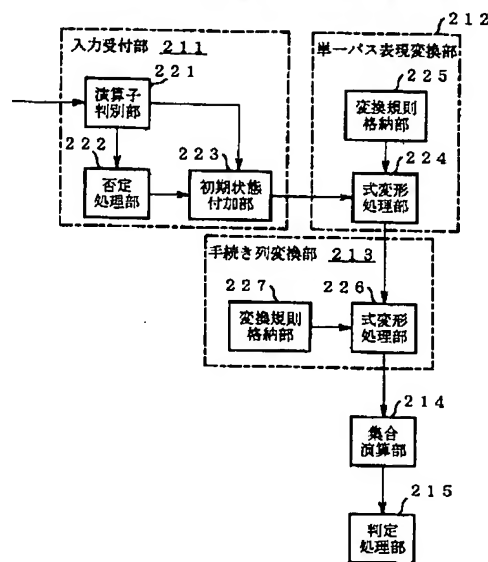 212
入力受付部 211
単一パス表現変換部
221
演算子
判別部
225
変換規則
格納部
222
223
224
否定
処理部
初期状態
付加部
式変形
処理部
手続き列変換部 213
227
226
変換規則
格納部
式変形
処理部
214
集合
演算部
215
判定
処理部